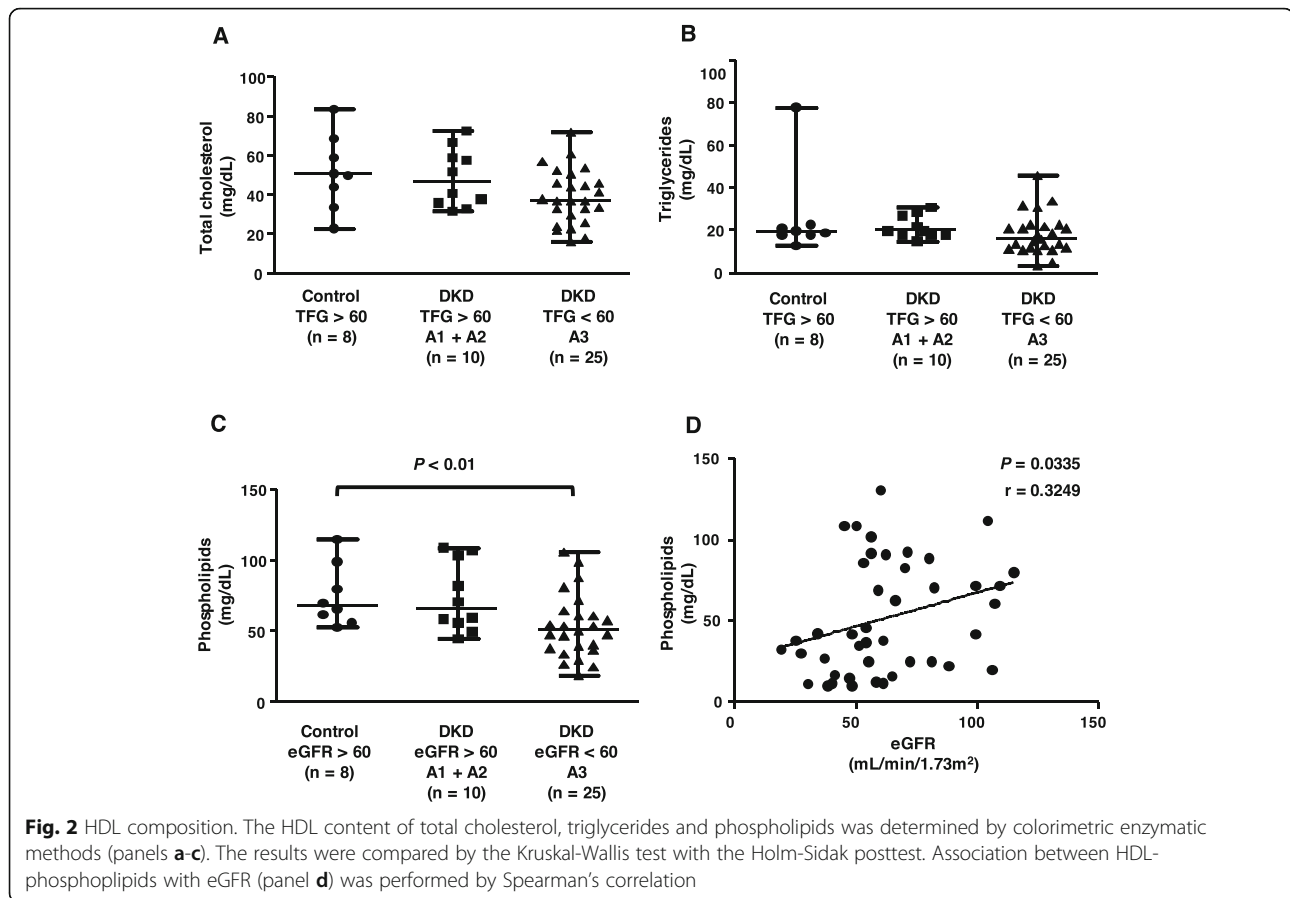 A
Total cholesterol
(mg/dL)
100
80
60
40
20
0
Control
TFG > 60
(n = 8)
DKD
TFG > 60
A1 + A2
(n = 10)
DKD
TFG < 60
A3
(n = 25)
B
Triglycerides
(mg/dL)
100
80
60
40
20
0
Control
TFG > 60
(n = 8)
DKD
TFG > 60
A1 + A2
(n = 10)
DKD
TFG < 60
A3
(n = 25)
C
P < 0.01
Phospholipids
(mg/dL)
150
100
50
0
Control
eGFR > 60
(n = 8)
DKD
eGFR > 60
A1 + A2
(n = 10)
DKD
eGFR < 60
A3
(n = 25)
D
P = 0.0335
r = 0.3249
Phospholipids
(mg/dL)
150
100
50
0
0
50
100
150
eGFR
(mL/min/1.73m²)
Fig. 2 HDL composition. The HDL content of total cholesterol, triglycerides and phospholipids was determined by colorimetric enzymatic
methods (panels a-c). The results were compared by the Kruskal-Wallis test with the Holm-Sidak posttest. Association between HDL-
phosphoplipids with eGFR (panel d) was performed by Spearman's correlation